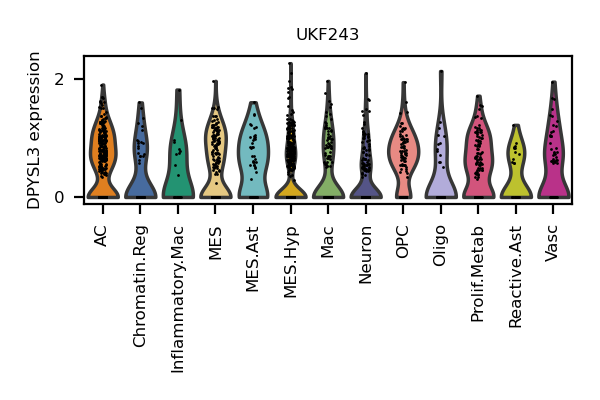 UKF243
DPYSL3 expression
2
0
AC
Chromatin.Reg
Inflammatory.Mac
MES
MES.Ast
MES.Hyp
Mac
Neuron
OPC
Oligo
Prolif.Metab
Reactive.Ast
Vasc